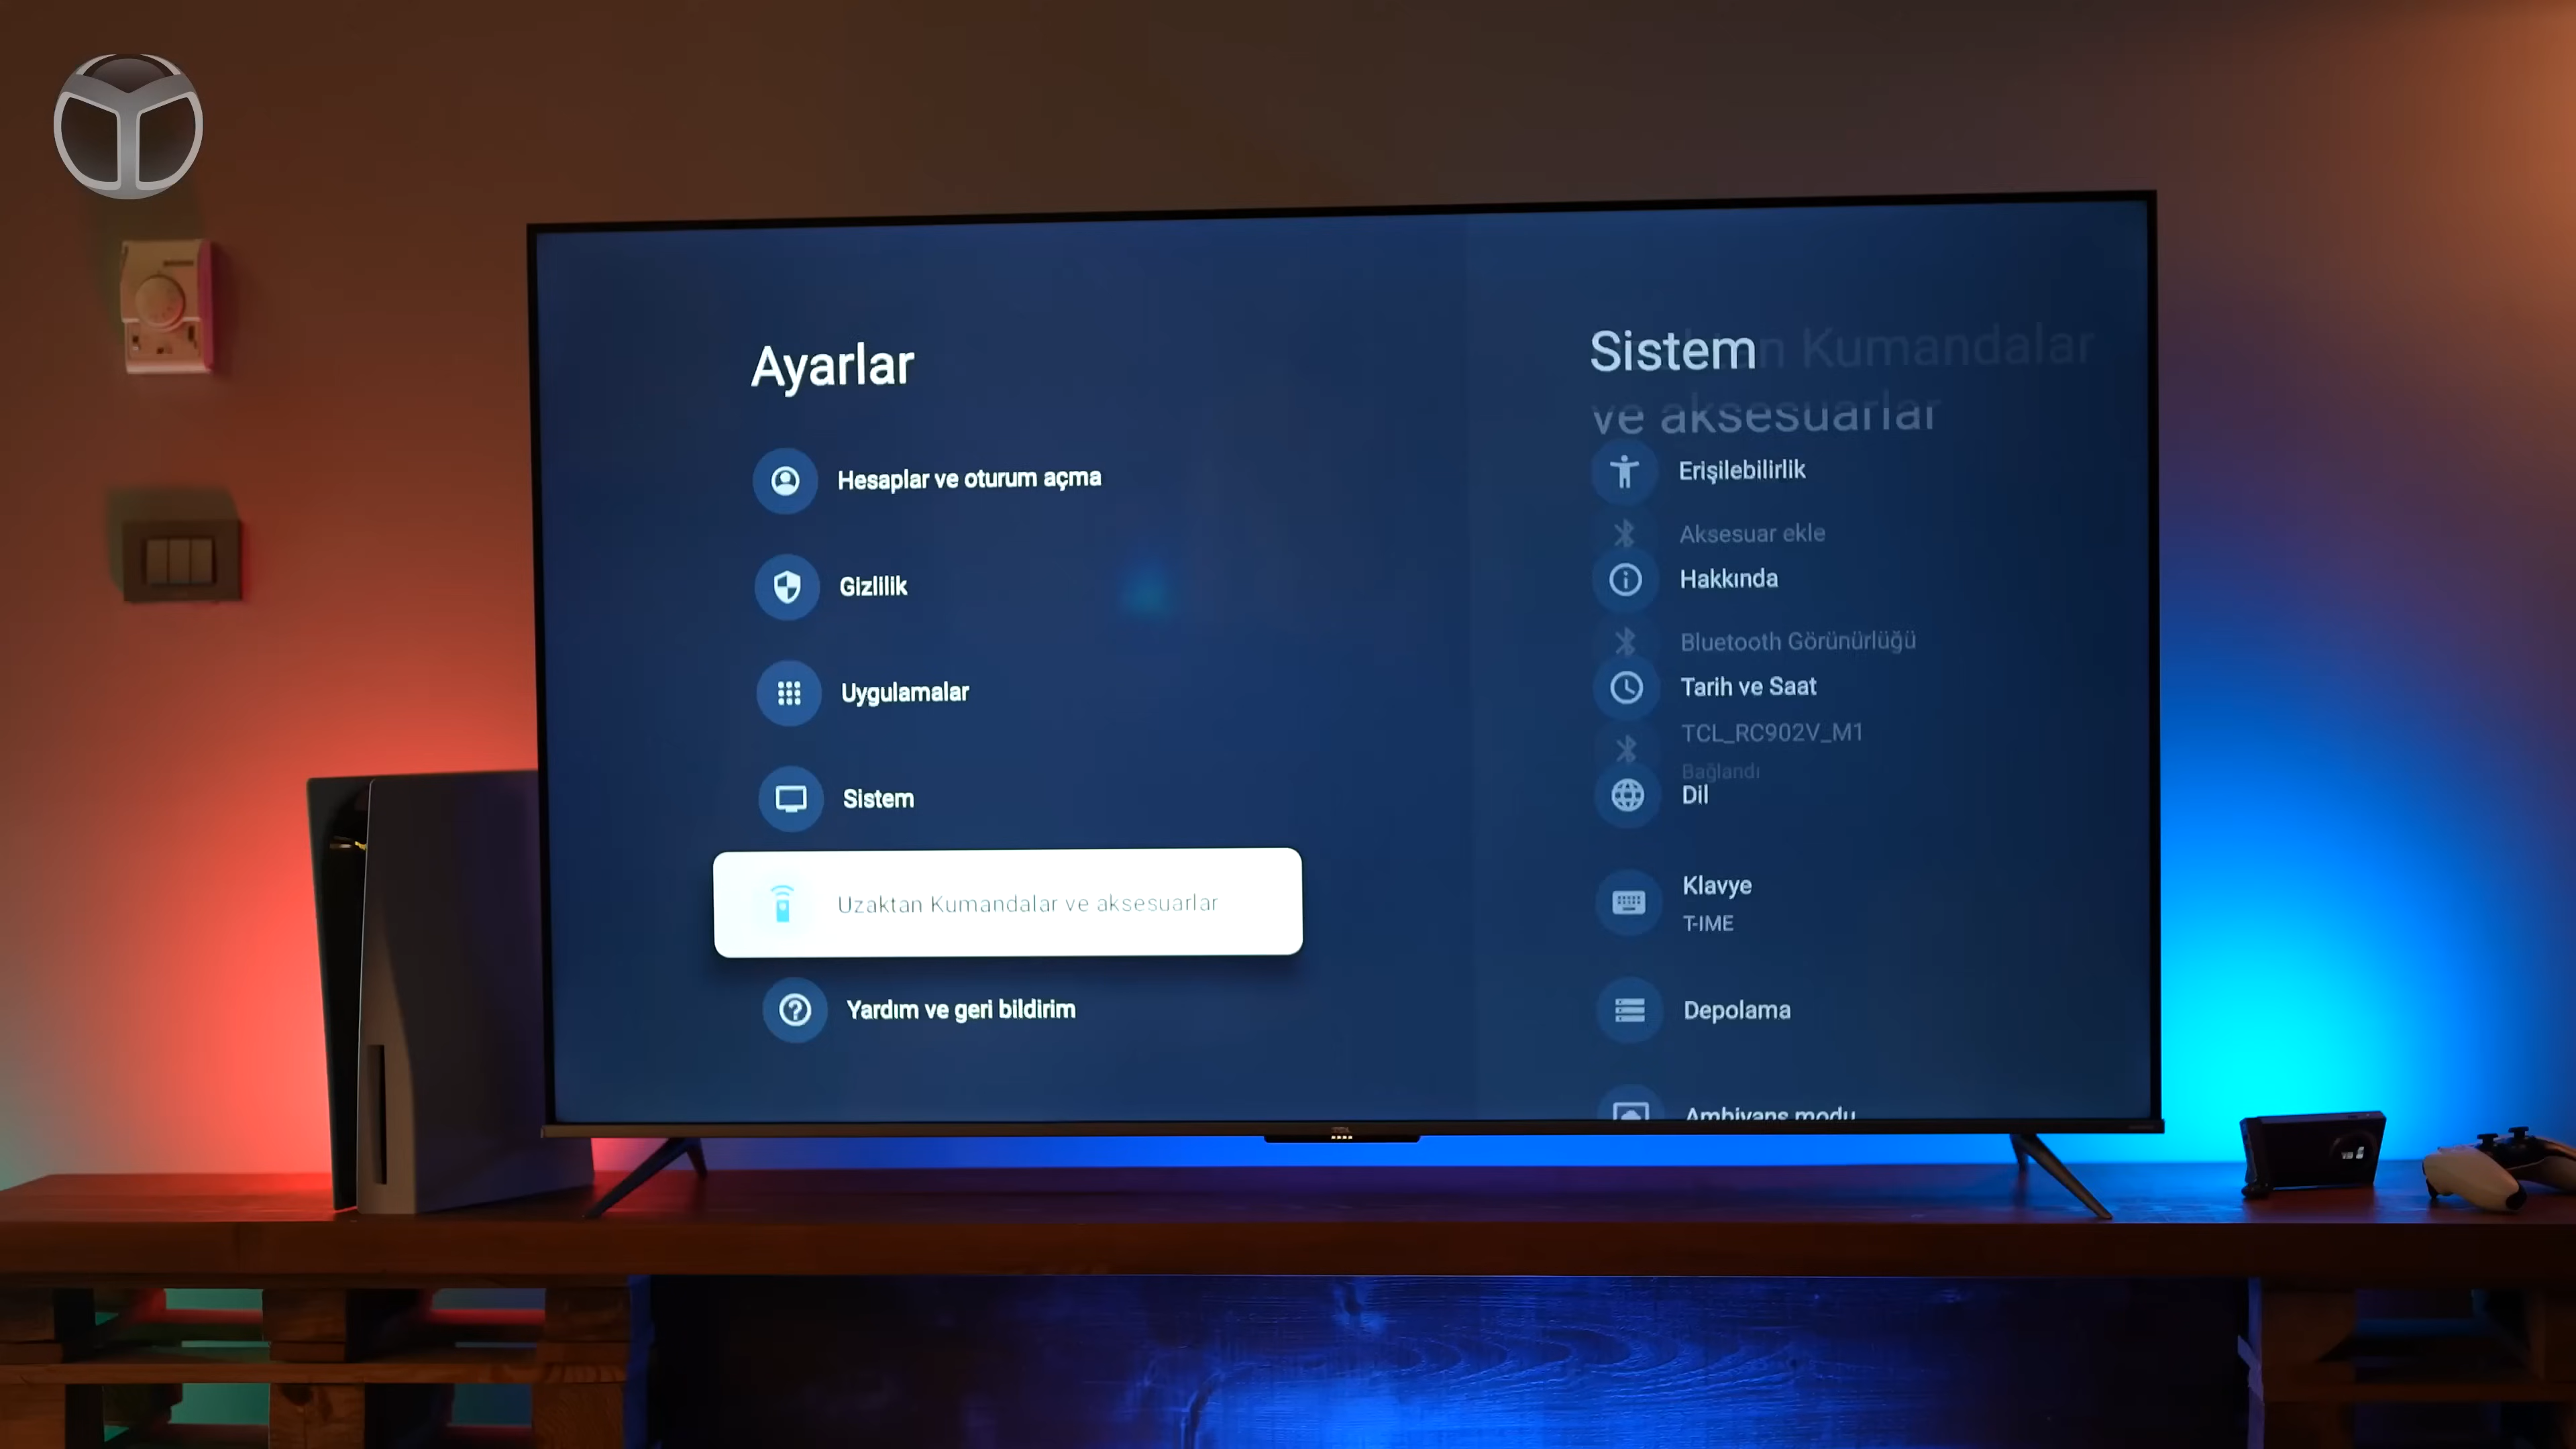 Ayarlar
Hesaplar ve oturum açma
Gizlilik
Uygulamalar
Sistem
Uzaktan Kumandalar ve aksesuarlar
Yardım ve geri bildirim
Sistem
n Kumandalar
ve aksesuarlar
Erişilebilirlik
Aksesuar ekle
Hakkında
Bluetooth Görünürlüğü
Tarih ve Saat
TCL_RC902V_M1
Bağlandı
Dil
Klavye
T-IME
Depolama
Ambiyans modu